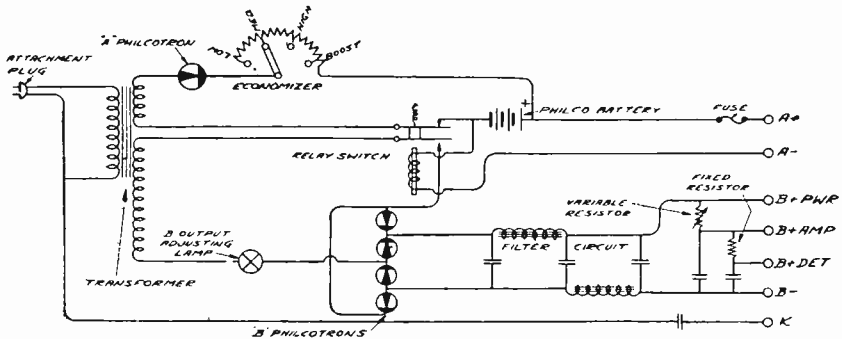 ATTACHMENT
PLUG
"A" PHILCOTRON
LOW
MED
HIGH
BOOST
ECONOMIZER
+
PHILCO BATTERY
FUSE
A+
RELAY SWITCH
A-
FIXED
RESISTOR
VARIABLE
RESISTOR
B+PWR
B OUTPUT
ADJUSTING
LAMP
FILTER
CIRCUIT
B+AMP
B+DET
TRANSFORMER
B-
"B" PHILCOTRONS
K